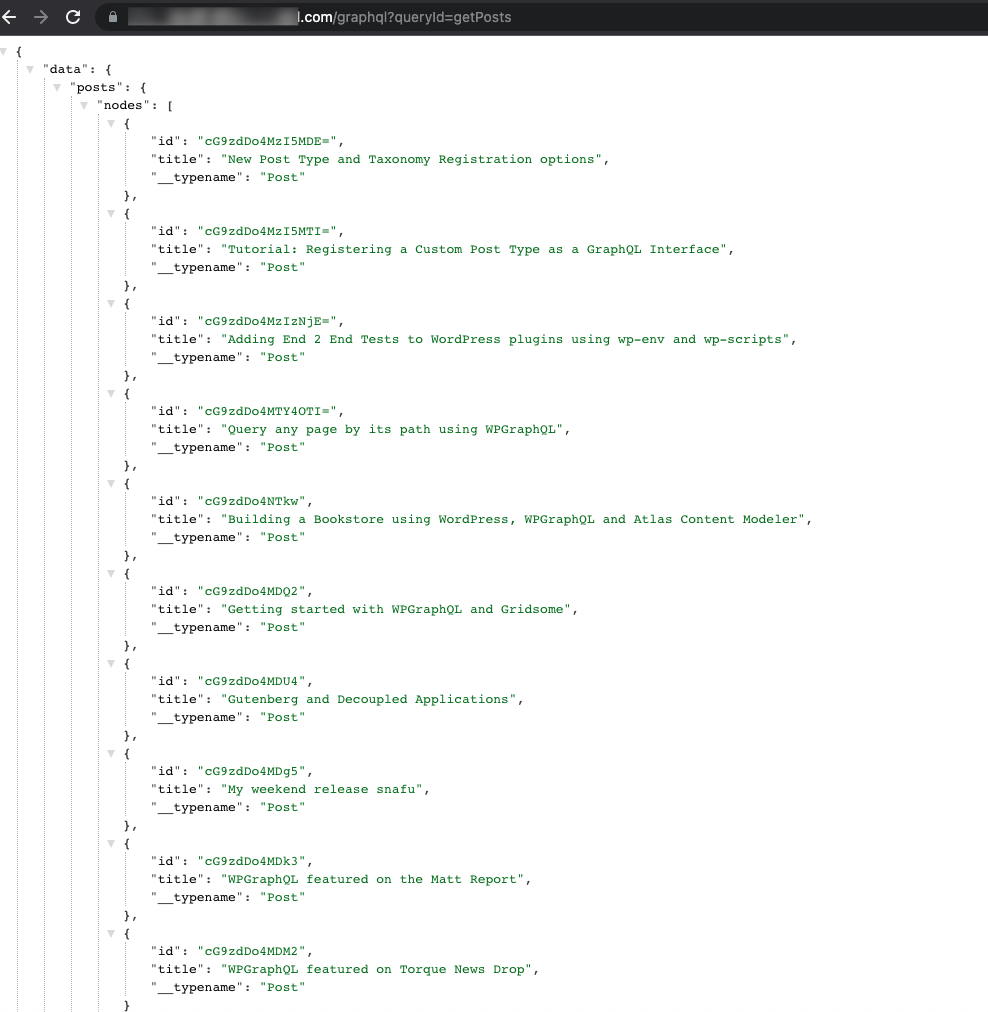 l.com/graphql?queryId=getPosts
{
"data": {
"posts": {
"nodes": [
{
"id": "cG9zdDo4MzI5MDE=",
"title": "New Post Type and Taxonomy Registration options",
"__typename": "Post"
},
{
"id": "cG9zdDo4MzI5MTI=",
"title": "Tutorial: Registering a Custom Post Type as a GraphQL Interface",
"__typename": "Post"
},
{
"id": "cG9zdDo4MzIzNjE=",
"title": "Adding End 2 End Tests to WordPress plugins using wp-env and wp-scripts",
"__typename": "Post"
},
{
"id": "cG9zdDo4MTY4OTI=",
"title": "Query any page by its path using WPGraphQL",
"__typename": "Post"
},
{
"id": "cG9zdDo4NTkw",
"title": "Building a Bookstore using WordPress, WPGraphQL and Atlas Content Modeler",
"__typename": "Post"
},
{
"id": "cG9zdDo4MDQ2",
"title": "Getting started with WPGraphQL and Gridsome",
"__typename": "Post"
},
{
"id": "cG9zdDo4MDU4",
"title": "Gutenberg and Decoupled Applications",
"__typename": "Post"
},
{
"id": "cG9zdDo4MDg5",
"title": "My weekend release snafu",
"__typename": "Post"
},
{
"id": "cG9zdDo4MDk3",
"title": "WPGraphQL featured on the Matt Report",
"__typename": "Post"
},
{
"id": "cG9zdDo4MDM2",
"title": "WPGraphQL featured on Torque News Drop",
"__typename": "Post"
}